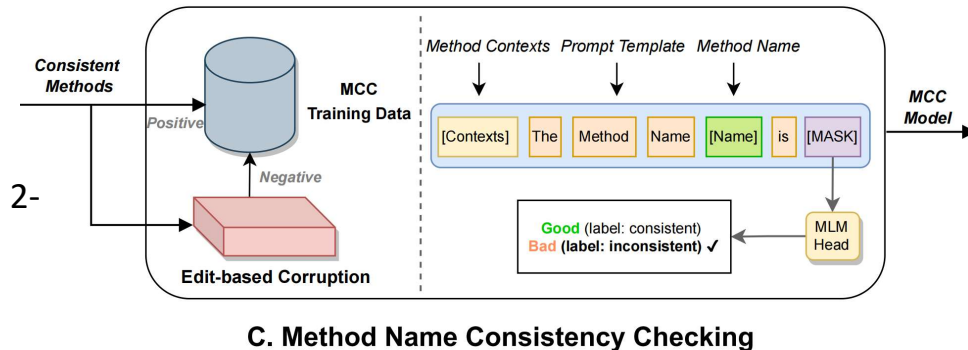 Consistent
Methods
Positive
MCC
Training Data
Negative
2-
Edit-based Corruption
Method Contexts
Prompt Template
Method Name
[Contexts] The Method Name [Name] is [MASK]
MCC
Model
Good (label: consistent)
Bad (label: inconsistent) ✓
MLM
Head
C. Method Name Consistency Checking